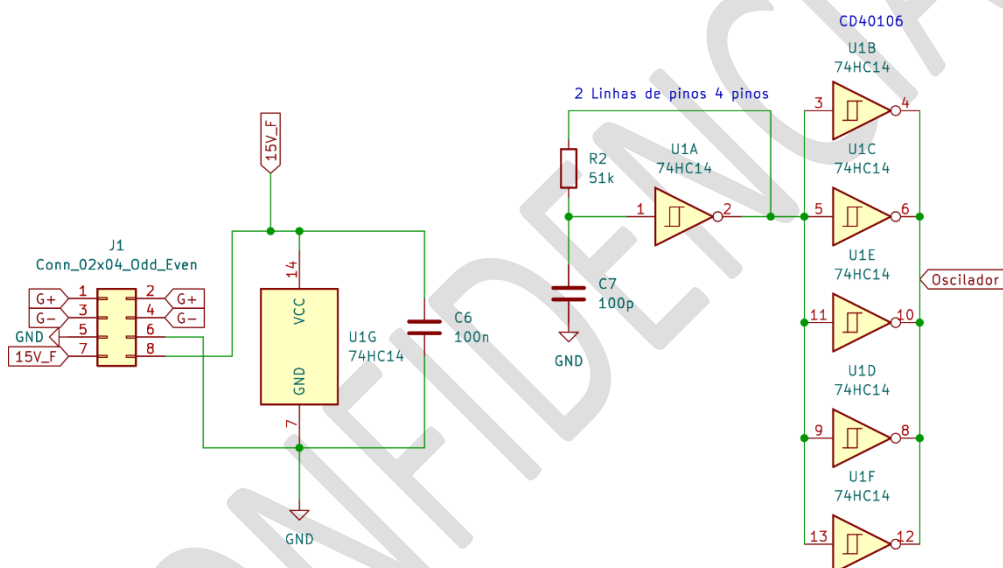 CD40106
U1B
74HC14
3
4
2 Linhas de pinos 4 pinos
15V_F
R2
51k
U1A
74HC14
1
2
U1C
74HC14
5
6
J1
Conn_02x04_Odd_Even
G+ 1
2 G+
G- 3
4 G-
GND 5
6
15V_F 7
8
14
VCC
GND
7
U1G
74HC14
C6
100n
GND
C7
100p
GND
U1E
74HC14
11
10
Oscilador
U1D
74HC14
9
8
U1F
74HC14
13
12
CONFIDENCIA